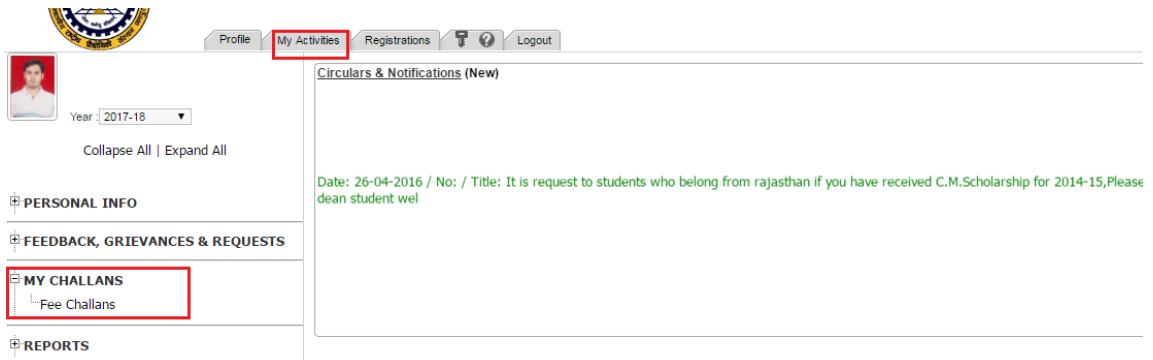 Profile
My Activities
Registrations
Logout
Year : 2017-18
Collapse All | Expand All
PERSONAL INFO
FEEDBACK, GRIEVANCES & REQUESTS
MY CHALLANS
Fee Challans
REPORTS
Circulars & Notifications (New)
Date: 26-04-2016 / No: / Title: It is request to students who belong from rajasthan if you have received C.M.Scholarship for 2014-15,Please
dean student wel